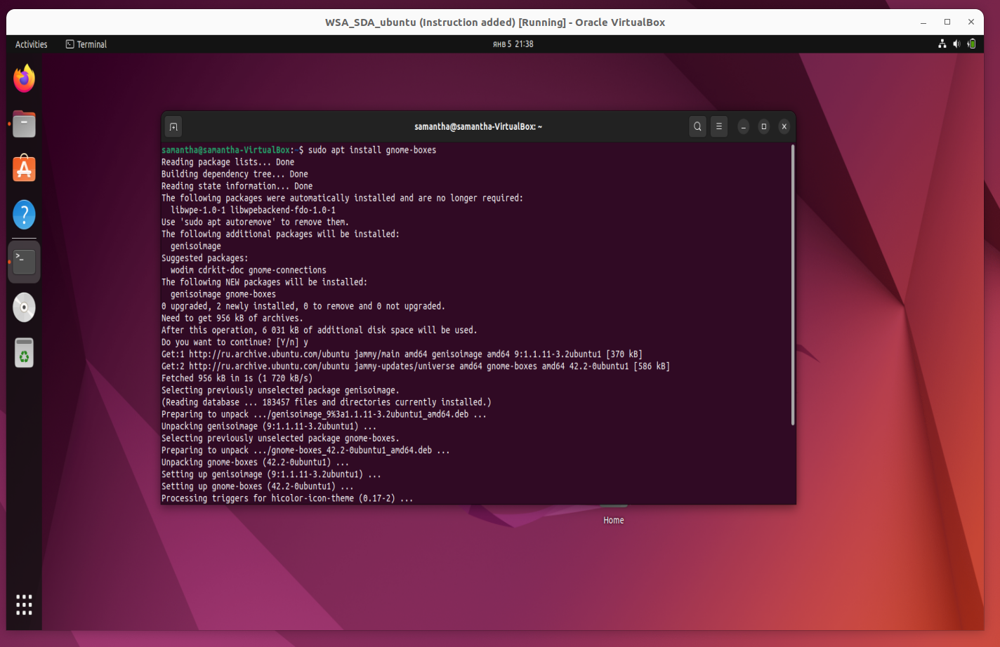 WSA_SDA_ubuntu (Instruction added) [Running] - Oracle VirtualBox
Activities
Terminal
янв 5 21:38
samantha@samantha-VirtualBox: ~
samantha@samantha-VirtualBox:~$ sudo apt install gnome-boxes
Reading package lists... Done
Building dependency tree... Done
Reading state information... Done
The following packages were automatically installed and are no longer required:
libwpe-1.0-1 libwpebackend-fdo-1.0-1
Use 'sudo apt autoremove' to remove them.
The following additional packages will be installed:
genisoimage
Suggested packages:
wodim cdrkit-doc gnome-connections
The following NEW packages will be installed:
genisoimage gnome-boxes
0 upgraded, 2 newly installed, 0 to remove and 0 not upgraded.
Need to get 956 kB of archives.
After this operation, 6 031 kB of additional disk space will be used.
Do you want to continue? [Y/n] y
Get:1 http://ru.archive.ubuntu.com/ubuntu jammy/main amd64 genisoimage amd64 9:1.1.11-3.2ubuntu1 [370 kB]
Get:2 http://ru.archive.ubuntu.com/ubuntu jammy-updates/universe amd64 gnome-boxes amd64 42.2-0ubuntu1 [586 kB]
Fetched 956 kB in 1s (1 720 kB/s)
Selecting previously unselected package genisoimage.
(Reading database ... 183457 files and directories currently installed.)
Preparing to unpack .../genisoimage_9%3a1.1.11-3.2ubuntu1_amd64.deb ...
Unpacking genisoimage (9:1.1.11-3.2ubuntu1) ...
Selecting previously unselected package gnome-boxes.
Preparing to unpack .../gnome-boxes_42.2-0ubuntu1_amd64.deb ...
Unpacking gnome-boxes (42.2-0ubuntu1) ...
Setting up genisoimage (9:1.1.11-3.2ubuntu1) ...
Setting up gnome-boxes (42.2-0ubuntu1) ...
Processing triggers for hicolor-icon-theme (0.17-2) ...
Home